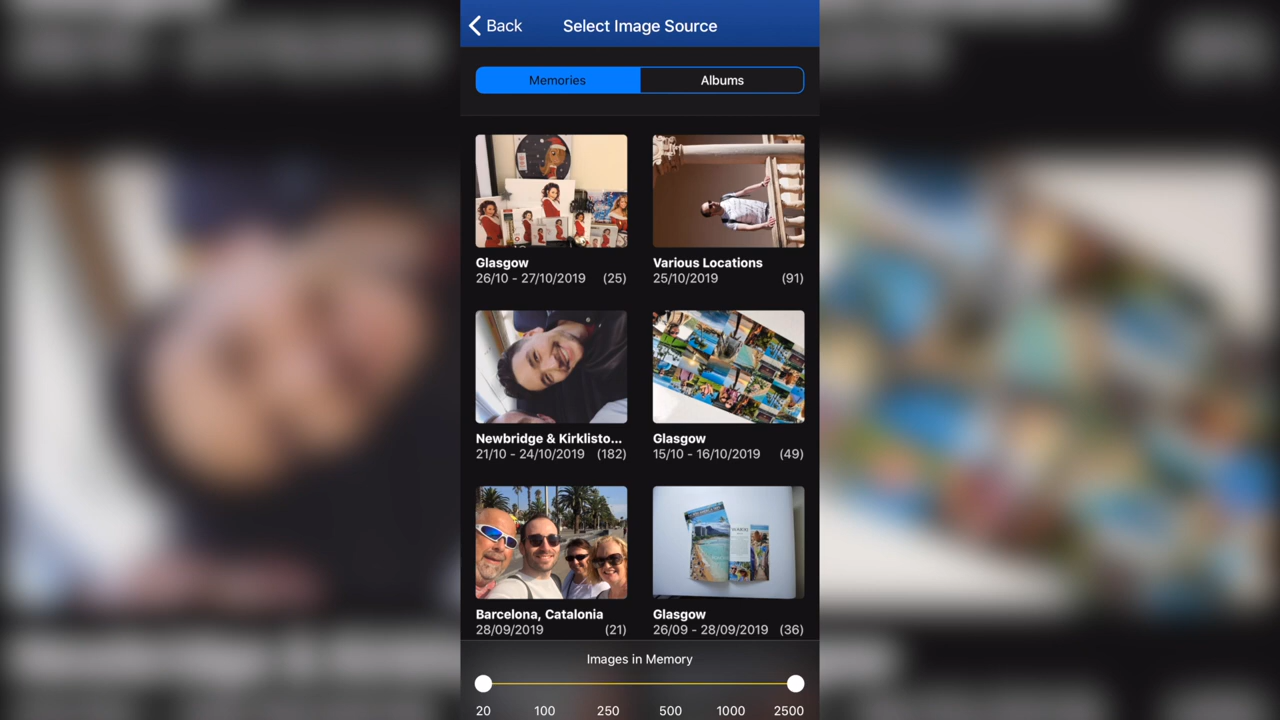 Back
Select Image Source
Memories
Albums
Glasgow
26/10 - 27/10/2019 (25)
Various Locations
25/10/2019 (91)
Newbridge & Kirklisto...
21/10 - 24/10/2019 (182)
Glasgow
15/10 - 16/10/2019 (49)
Barcelona, Catalonia
28/09/2019 (21)
Glasgow
26/09 - 28/09/2019 (36)
Images in Memory
20 100 250 500 1000 2500